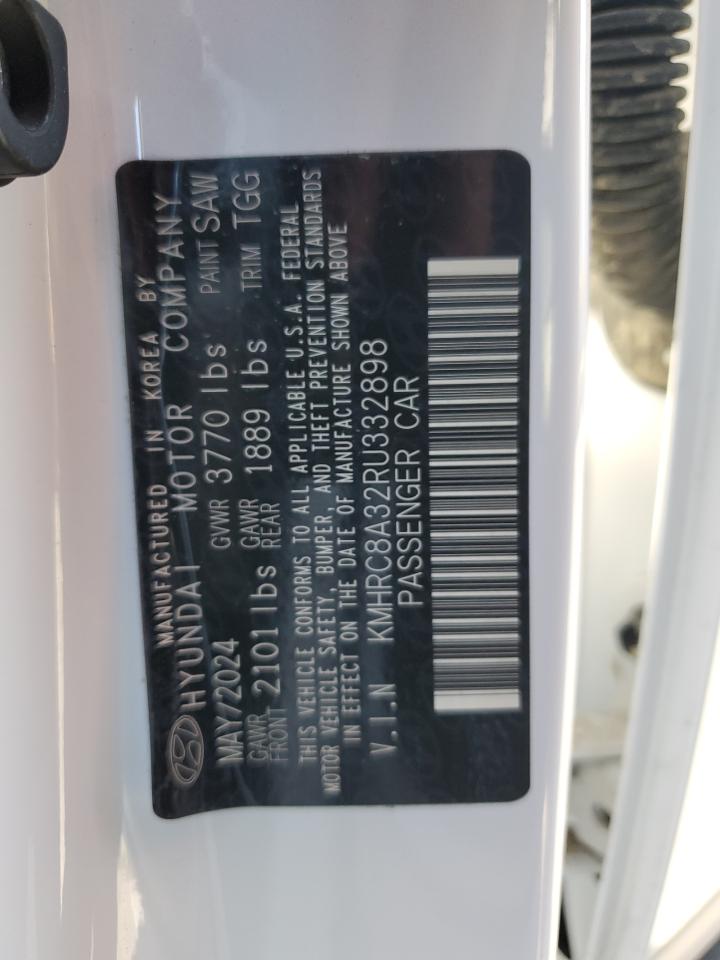 MANUFACTURED IN KOREA BY
HYUNDAI MOTOR COMPANY
MAY/2024 GVWR 3770 lbs PAINT SAW
GAWR FRONT 2101 lbs GAWR REAR 1889 lbs TRIM TGG
THIS VEHICLE CONFORMS TO ALL APPLICABLE U.S.A. FEDERAL
MOTOR VEHICLE SAFETY, BUMPER, AND THEFT PREVENTION STANDARDS
IN EFFECT ON THE DATE OF MANUFACTURE SHOWN ABOVE
V.I.N KMHRC8A32RU332898
PASSENGER CAR